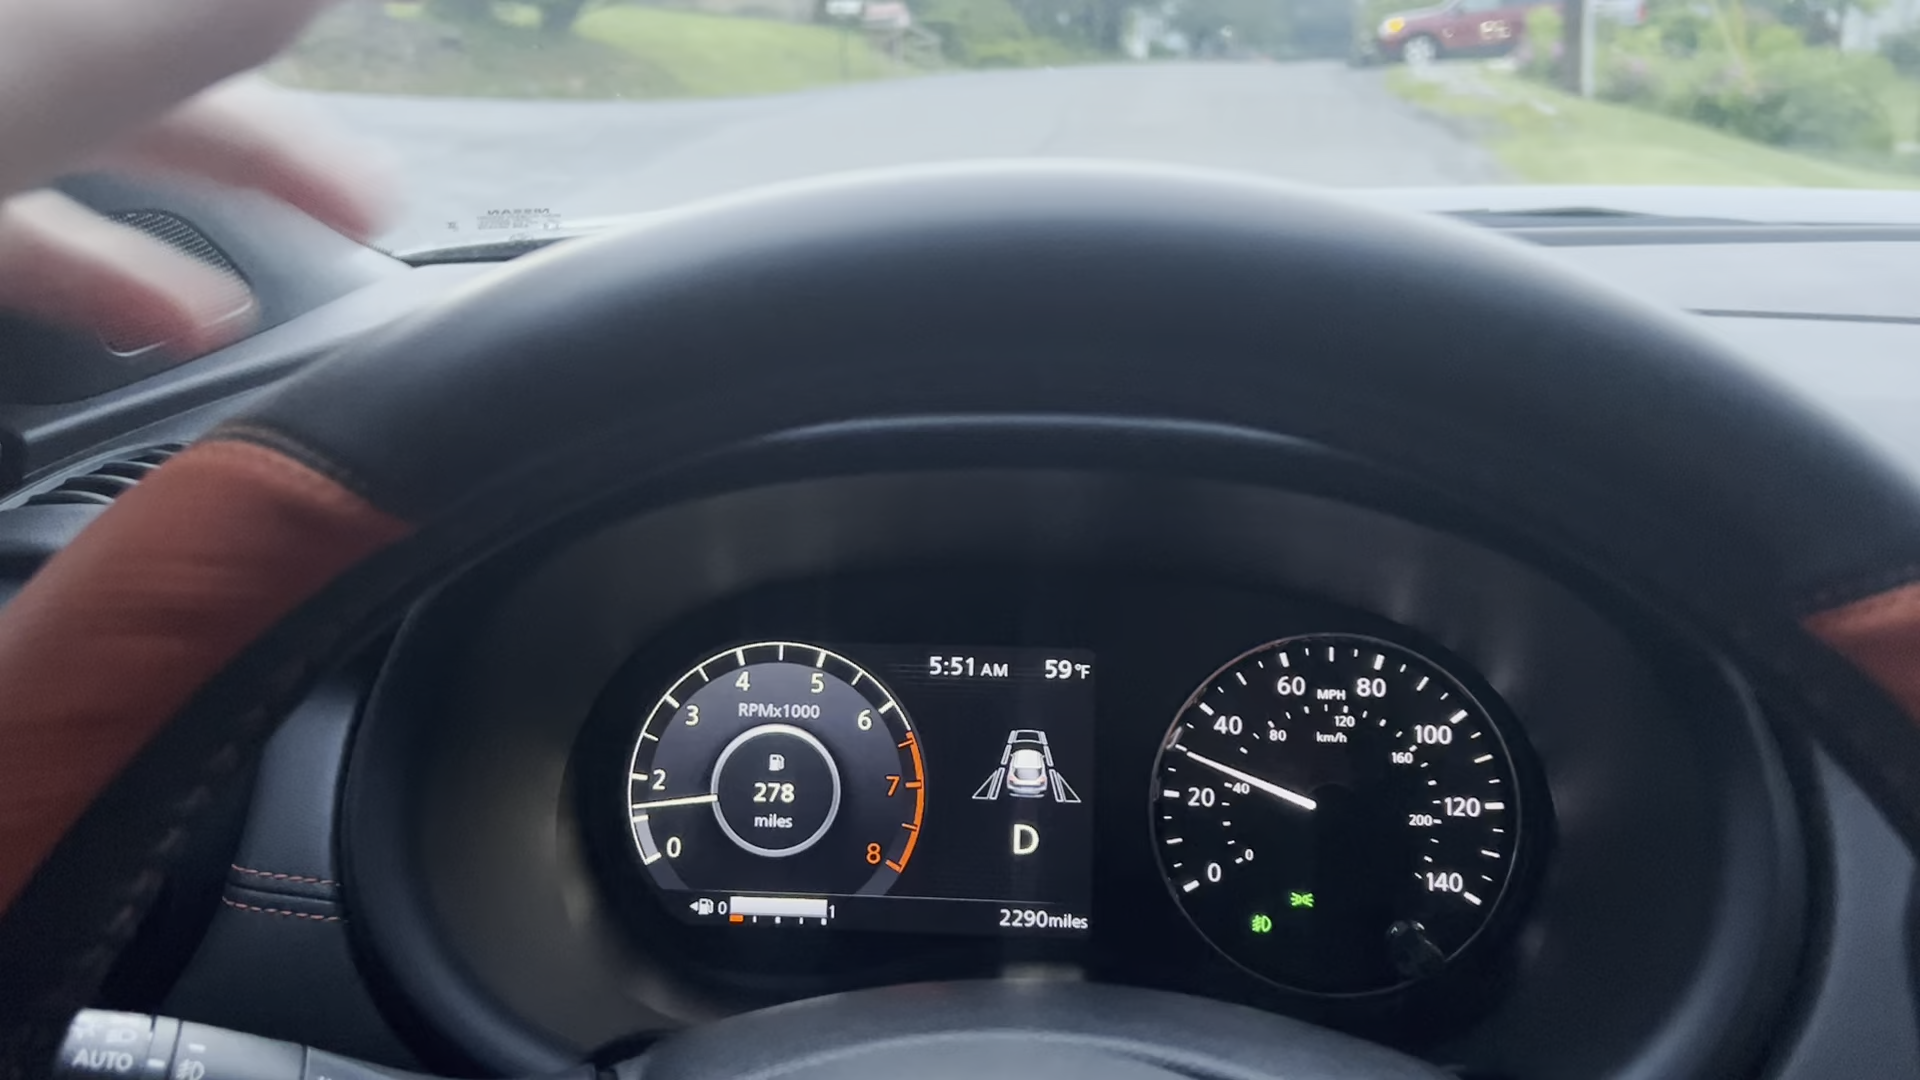 NISSAN
5:51 AM 59°F
4 5
RPMx1000
3 6
2 7
278
miles
0 8
D
0 1
2290miles
60 MPH 80
40 80 120 km/h 100
160
20 40 120
200
0 0 140
AUTO